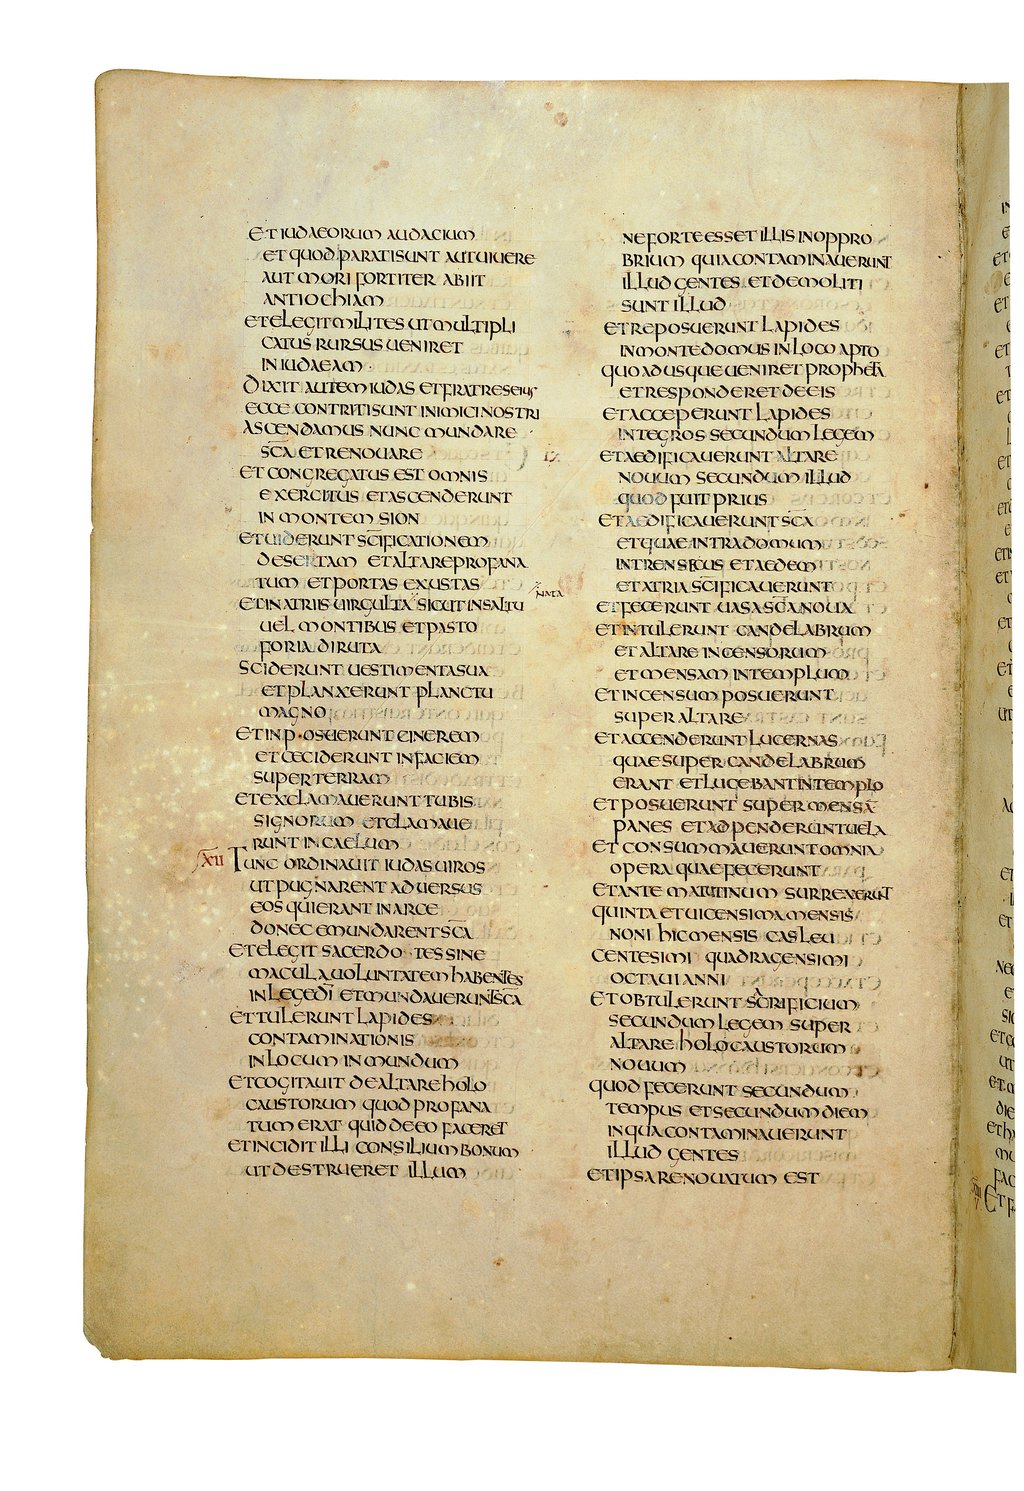 ET IUDAEORUM AUDACIUM
ET QUOD PARATI SUNT AUT UIUERE
AUT MORI FORTITER ABIIT
ANTIOCHIAM
ET ELEGIT MILITES UT MULTIPLI
CATUS RURSUS UENIRET
IN IUDAEAM
DIXIT AUTEM IUDAS ET FRATRES EIUS
ECCE CONTRITI SUNT INIMICI NOSTRI
ASCENDAMUS NUNC MUNDARE
SC̅A ET RENOUARE
ET CONGREGATUS EST OMNIS
EXERCITUS ET ASCENDERUNT
IN MONTEM SION
ET UIDERUNT SC̅IFICATIONEM
DESERTAM ET ALTARE PROFANA
TUM ET PORTAS EXUSTAS
ET IN ATRIIS UIRGULTA SICUT IN SALTU
NATA
UEL MONTIBUS ET PASTO
FORIA DIRUTA
SCIDERUNT UESTIMENTA SUA
ET PLANXERUNT PLANCTU
MAGNO
ET INP·OSUERUNT CINEREM
ET CECIDERUNT IN FACIEM
SUPER TERRAM
ET EXCLAMAUERUNT TUBIS
SIGNORUM ET CLAMAUE
RUNT IN CAELUM
XII TUNC ORDINAUIT IUDAS UIROS
UT PUGNARENT ADUERSUS
EOS QUI ERANT IN ARCE
DONEC EMUNDARENT SC̅A
ET ELEGIT SACERDOTES SINE
MACULA UOLUNTATEM HABENTES
IN LEGE DI̅ ET MUNDAUERUNT SC̅A
ET TULERUNT LAPIDES
CONTAMINATIONIS
IN LOCUM INMUNDUM
ET COGITAUIT DE ALTARE HOLO
CAUSTORUM QUOD PROFANA
TUM ERAT QUID DE EO FACERET
ET INCIDIT ILLI CONSILIUM BONUM
UT DESTRUERET ILLUM
NE FORTE ESSET ILLIS IN OPPRO
BRIUM QUIA CONTAMINAUERUNT
ILLUD GENTES ET DEMOLITI
SUNT ILLUD
ET REPOSUERUNT LAPIDES
IN MONTE DOMUS IN LOCO APTO
QUOADUSQUE UENIRET PROPHETA
ET RESPONDERET DE EIS
ET ACCEPERUNT LAPIDES
INTEGROS SECUNDUM LEGEM
ET AEDIFICAUERUNT ALTARE
NOUUM SECUNDUM ILLUD
QUOD FUIT PRIUS
ET AEDIFICAUERUNT SC̅A
ET QUAE INTRA DOMUM
INTRENSECUS ET AEDEM
ET ATRIA SC̅IFICAUERUNT
ET FECERUNT UASA SC̅A NOUA
ET INTULERUNT CANDELABRUM
ET ALTARE INCENSORUM
ET MENSAM IN TEMPLUM
ET INCENSUM POSUERUNT
SUPER ALTARE
ET ACCENDERUNT LUCERNAS
QUAE SUPER CANDELABRUM
ERANT ET LUCEBANT IN TEMPLO
ET POSUERUNT SUPER MENSA̅
PANES ET ADPENDERUNT UELA
ET CONSUMMAUERUNT OMNIA
OPERA QUAE FECERUNT
ET ANTE MATUTINUM SURREXERUNT
QUINTA ET UICENSIMA MENSIS
NONI HIC MENSIS CASLEU
CENTESIMI QUADRAGENSIMI
OCTAUI ANNI
ET OBTULERUNT SACRIFICIUM
SECUNDUM LEGEM SUPER
ALTARE HOLOCAUSTORUM
NOUUM
QUOD FECERUNT SECUNDUM
TEMPUS ET SECUNDUM DIEM
IN QUA CONTAMINAUERUNT
ILLUD GENTES
ET IPSA RENOUATUM EST